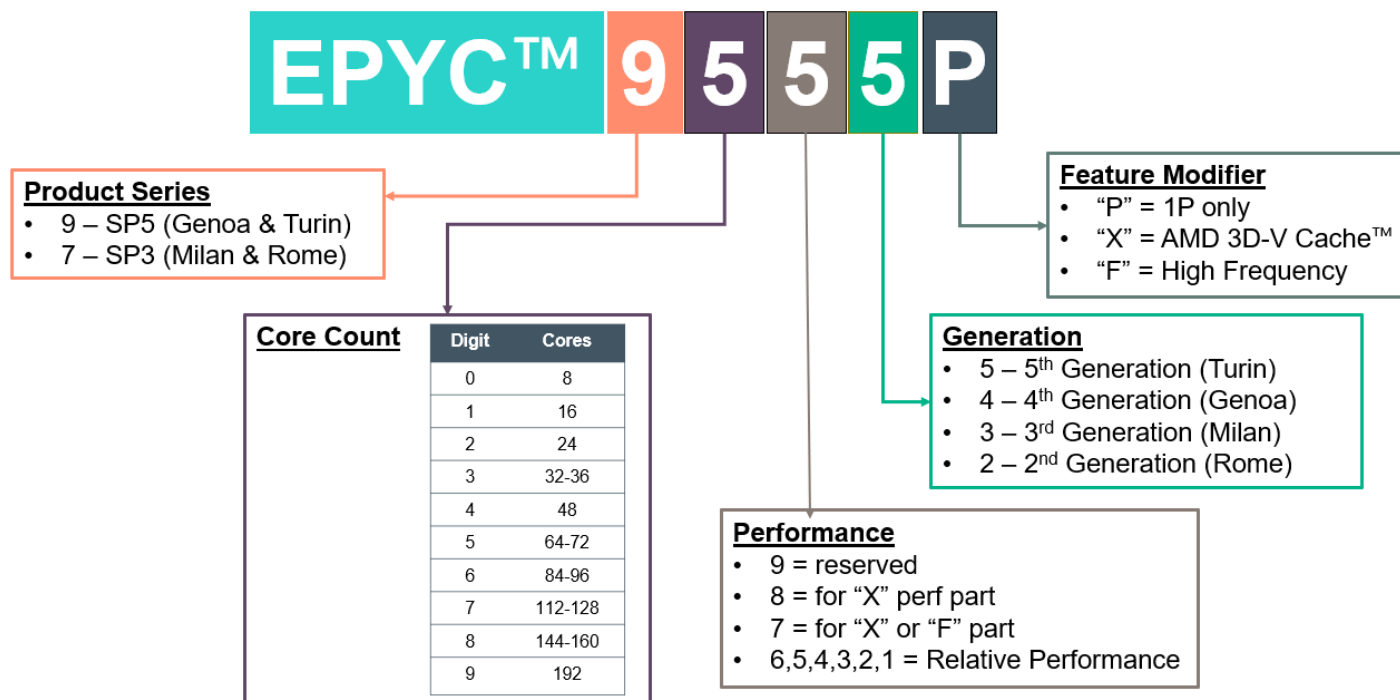 EPYC™ 9 5 5 5 P
Product Series
• 9 – SP5 (Genoa & Turin)
• 7 – SP3 (Milan & Rome)
Feature Modifier
• “P” = 1P only
• “X” = AMD 3D-V Cache™
• “F” = High Frequency
Core Count
Digit Cores
0 8
1 16
2 24
3 32-36
4 48
5 64-72
6 84-96
7 112-128
8 144-160
9 192
Generation
• 5 – 5th Generation (Turin)
• 4 – 4th Generation (Genoa)
• 3 – 3rd Generation (Milan)
• 2 – 2nd Generation (Rome)
Performance
• 9 = reserved
• 8 = for “X” perf part
• 7 = for “X” or “F” part
• 6,5,4,3,2,1 = Relative Performance